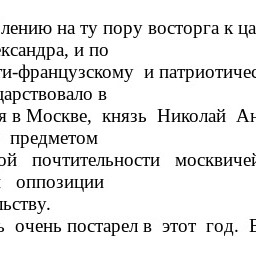 лению на ту пору восторга к ца
ександра, и по
ти-французскому и патриотичес
царствовало в
я в Москве, князь Николай Ан
предметом
ой почтительности москвичей
оппозиции
льству.
ь очень постарел в этот год. В